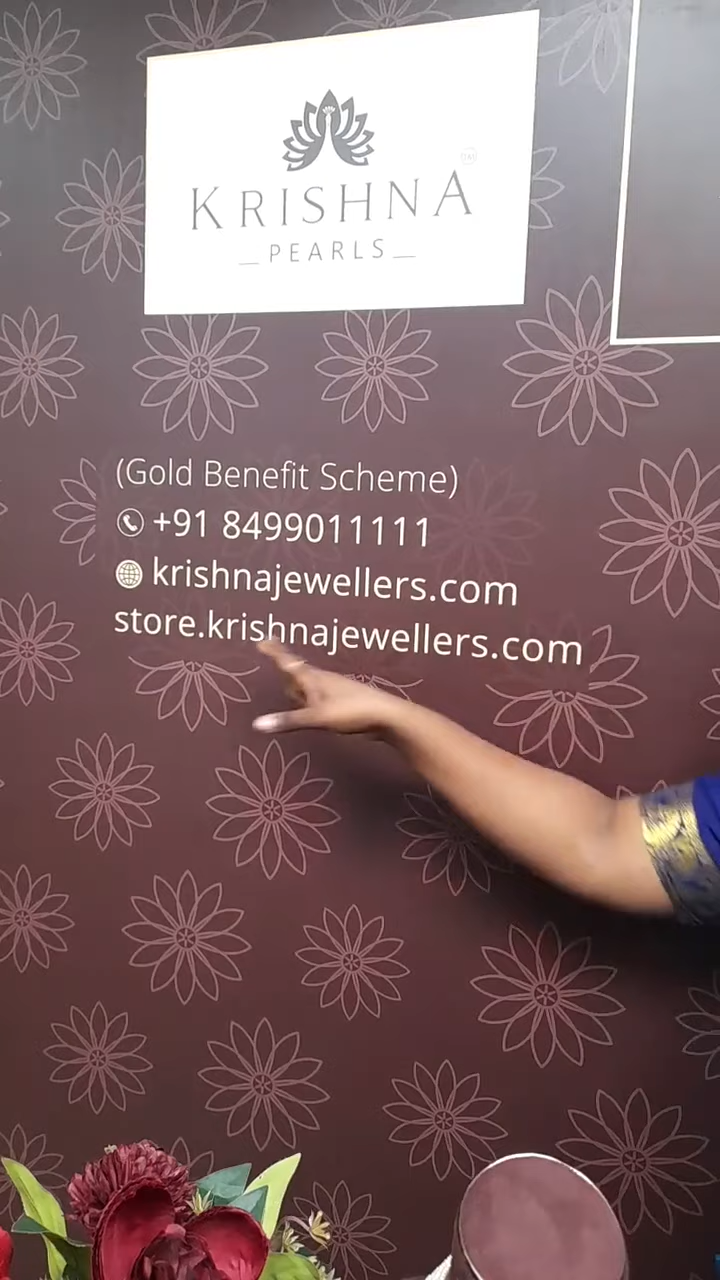 KRISHNA
PEARLS
(Gold Benefit Scheme)
+91 8499011111
krishnajewellers.com
store.krishnajewellers.com